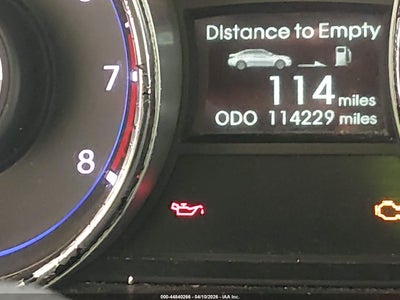 Distance to Empty
7
114 miles
ODO 114229 miles
8
000-44840266 - 04/10/2026 - IAA Inc.